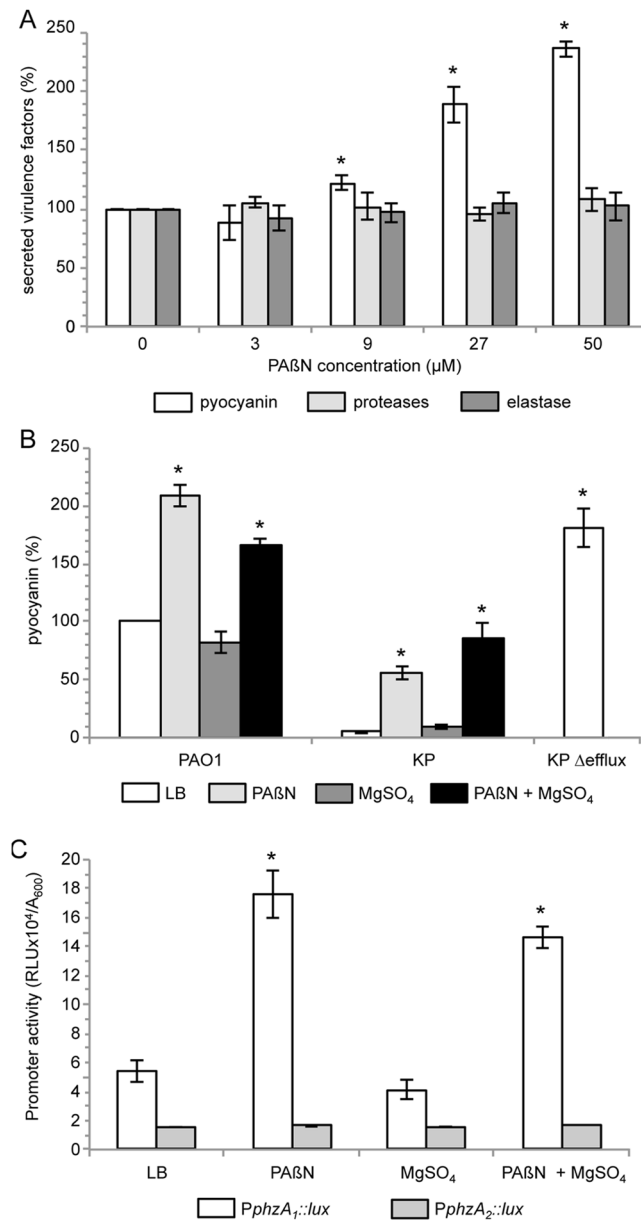 A
secreted virulence factors (%)
250
200
150
100
50
0
*
*
*
0 3 9 27 50
PAßN concentration (µM)
pyocyanin proteases elastase
B
pyocyanin (%)
250
200
150
100
50
0
*
*
*
*
*
PAO1 KP KP Δefflux
LB PAßN MgSO₄ PAßN + MgSO₄
C
Promoter activity (RLUx10⁴/A₆₀₀)
20
18
16
14
12
10
8
6
4
2
0
*
*
LB PAßN MgSO₄ PAßN + MgSO₄
PphzA₁::lux PphzA₂::lux